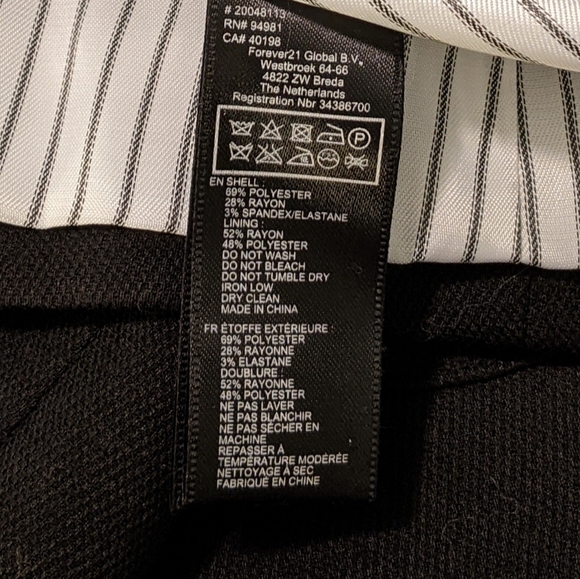 # 20048113
RN# 94981
CA# 40198
Forever21 Global B.V.
Westbroek 64-66
4822 ZW Breda
The Netherlands
Registration Nbr 34386700
P
EN SHELL :
69% POLYESTER
28% RAYON
3% SPANDEX/ELASTANE
LINING :
52% RAYON
48% POLYESTER
DO NOT WASH
DO NOT BLEACH
DO NOT TUMBLE DRY
IRON LOW
DRY CLEAN
MADE IN CHINA
FR ÉTOFFE EXTÉRIEURE :
69% POLYESTER
28% RAYONNE
3% ELASTANE
DOUBLURE :
52% RAYONNE
48% POLYESTER
NE PAS LAVER
NE PAS BLANCHIR
NE PAS SÉCHER EN
MACHINE
REPASSER À
TEMPÉRATURE MODÉRÉE
NETTOYAGE À SEC
FABRIQUÉ EN CHINE